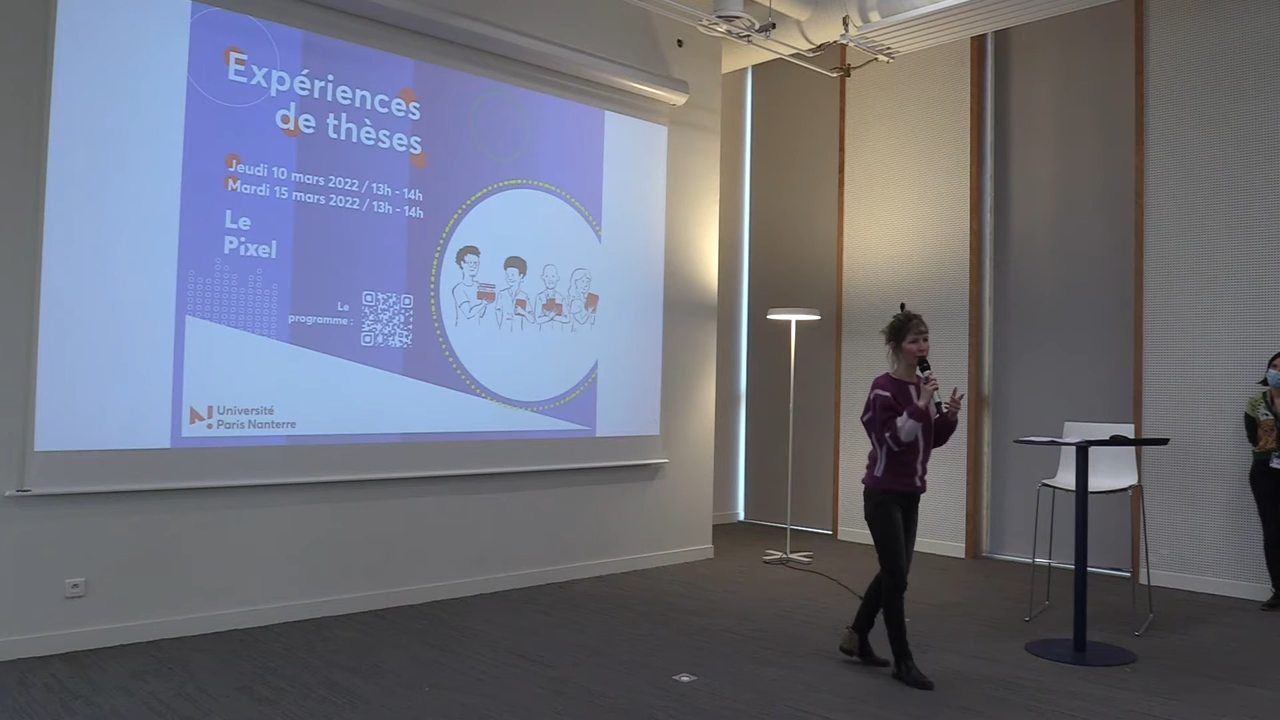 Expériences
de thèses
Jeudi 10 mars 2022 / 13h - 14h
Mardi 15 mars 2022 / 13h - 14h
Le
Pixel
Le
programme :
Université
Paris Nanterre